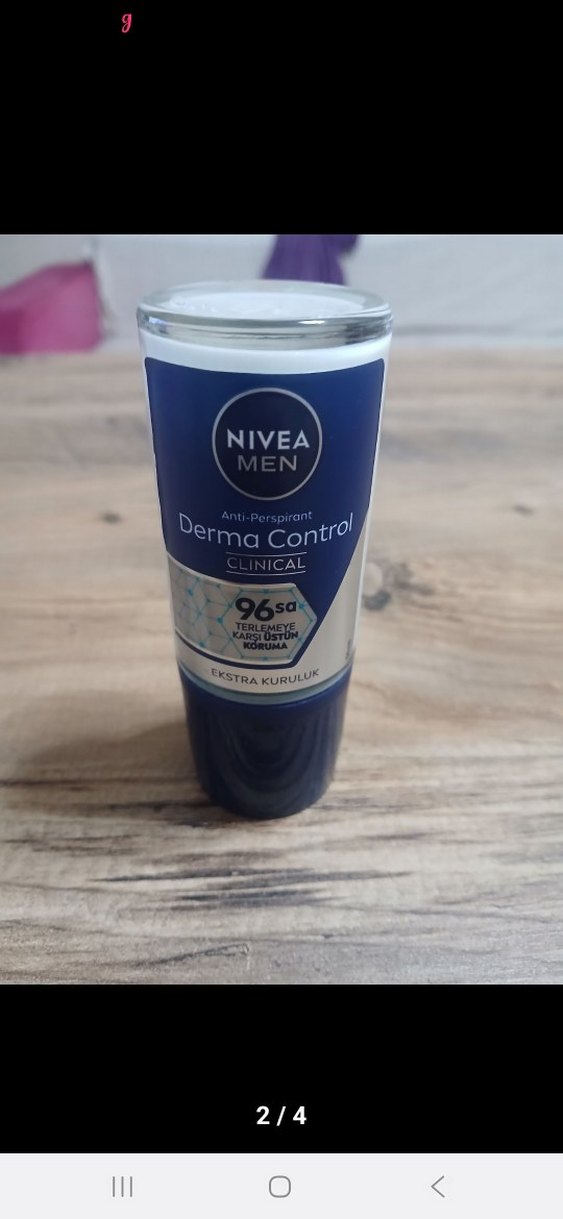 g
NIVEA
MEN
Anti-Perspirant
Derma Control
CLINICAL
96sa
TERLEMEYE
KARŞI ÜSTÜN
KORUMA
EKSTRA KURULUK
2 / 4